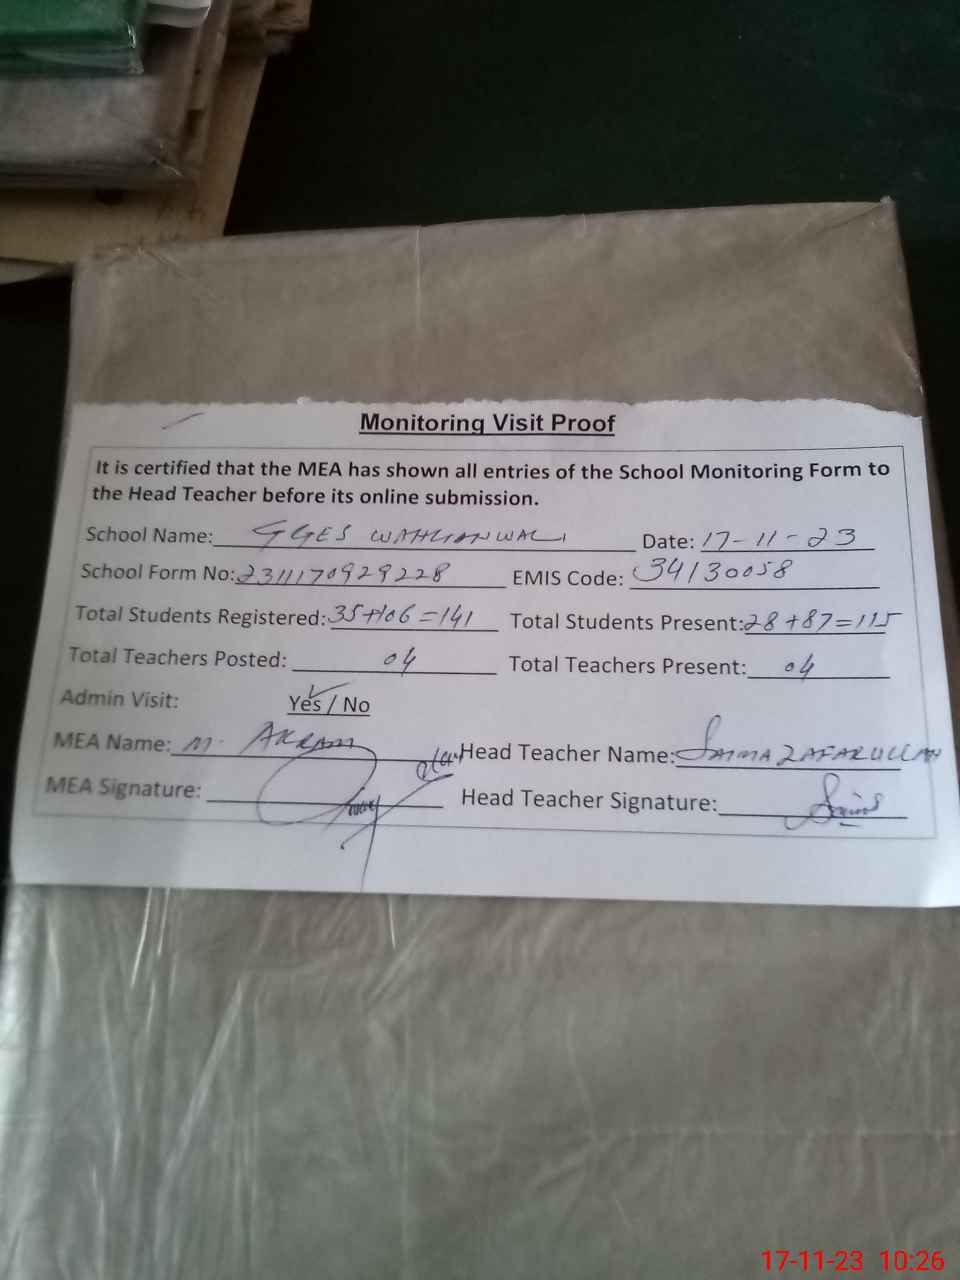 Monitoring Visit Proof
It is certified that the MEA has shown all entries of the School Monitoring Form to
the Head Teacher before its online submission.
School Name: GGES WAHLIANWALI Date: 17-11-23
School Form No: 2311170929228 EMIS Code: 34130058
Total Students Registered: 35+106=141 Total Students Present: 28+87=115
Total Teachers Posted: 04 Total Teachers Present: 04
Admin Visit: Yes / No
MEA Name: M. AKRAM Head Teacher Name: SAIMA ZAFARULLAH
MEA Signature: Head Teacher Signature:
17-11-23 10:26